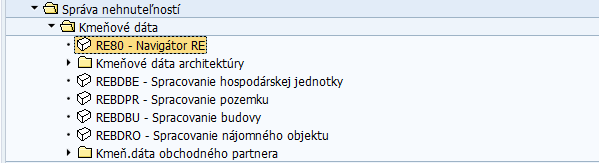 Správa nehnuteľností
Kmeňové dáta
RE80 - Navigátor RE
Kmeňové dáta architektúry
REBDBE - Spracovanie hospodárskej jednotky
REBDPR - Spracovanie pozemku
REBDBU - Spracovanie budovy
REBDRO - Spracovanie nájomného objektu
Kmeň.dáta obchodného partnera